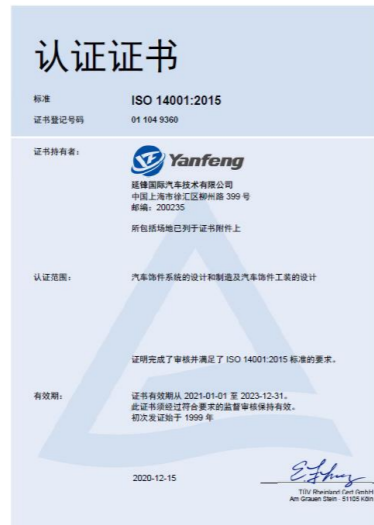 认证证书
标准 ISO 14001:2015
证书登记号码 01 104 9360
证书持有者：
YF Yanfeng
延锋国际汽车技术有限公司
中国上海市徐汇区柳州路 399 号
邮编：200235
所包括场地已列于证书附件上
认证范围： 汽车饰件系统的设计和制造及汽车饰件工装的设计
证明完成了审核并满足了 ISO 14001:2015 标准的要求。
有效期： 证书有效期从 2021-01-01 至 2023-12-31。
此证书须经过符合要求的监督审核保持有效。
初次发证始于 1999 年
2020-12-15
TÜV Rheinland Cert GmbH
Am Grauen Stein · 51105 Köln